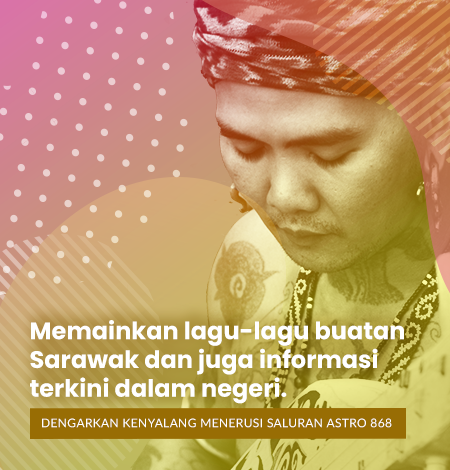 Memainkan lagu-lagu buatan
Sarawak dan juga informasi
terkini dalam negeri.
DENGARKAN KENYALANG MENERUSI SALURAN ASTRO 868